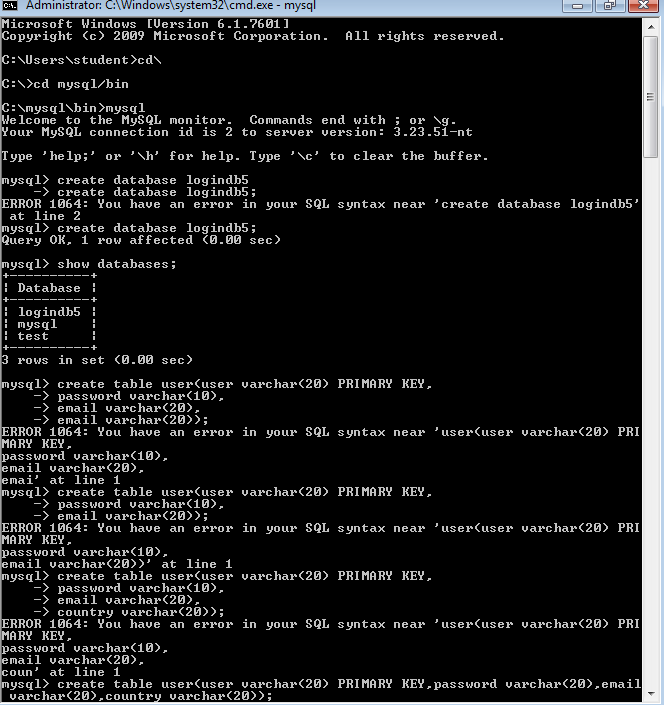 Administrator: C:\Windows\system32\cmd.exe - mysql
Microsoft Windows [Version 6.1.7601]
Copyright (c) 2009 Microsoft Corporation.  All rights reserved.
C:\Users\student>cd\
C:\>cd mysql/bin
C:\mysql\bin>mysql
Welcome to the MySQL monitor.  Commands end with ; or \g.
Your MySQL connection id is 2 to server version: 3.23.51-nt
Type 'help;' or '\h' for help. Type '\c' to clear the buffer.
mysql> create database logindb5
    -> create database logindb5;
ERROR 1064: You have an error in your SQL syntax near 'create database logindb5'
 at line 2
mysql> create database logindb5;
Query OK, 1 row affected (0.00 sec)
mysql> show databases;
+----------+
| Database |
+----------+
| logindb5 |
| mysql    |
| test     |
+----------+
3 rows in set (0.00 sec)
mysql> create table user(user varchar(20) PRIMARY KEY,
    -> password varchar(10),
    -> email varchar(20),
    -> email varchar(20));
ERROR 1064: You have an error in your SQL syntax near 'user(user varchar(20) PRI
MARY KEY,
password varchar(10),
email varchar(20),
emai' at line 1
mysql> create table user(user varchar(20) PRIMARY KEY,
    -> password varchar(10),
    -> email varchar(20));
ERROR 1064: You have an error in your SQL syntax near 'user(user varchar(20) PRI
MARY KEY,
password varchar(10),
email varchar(20))' at line 1
mysql> create table user(user varchar(20) PRIMARY KEY,
    -> password varchar(10),
    -> email varchar(20),
    -> country varchar(20));
ERROR 1064: You have an error in your SQL syntax near 'user(user varchar(20) PRI
MARY KEY,
password varchar(10),
email varchar(20),
coun' at line 1
mysql> create table user(user varchar(20) PRIMARY KEY,password varchar(20),email
 varchar(20),country varchar(20));